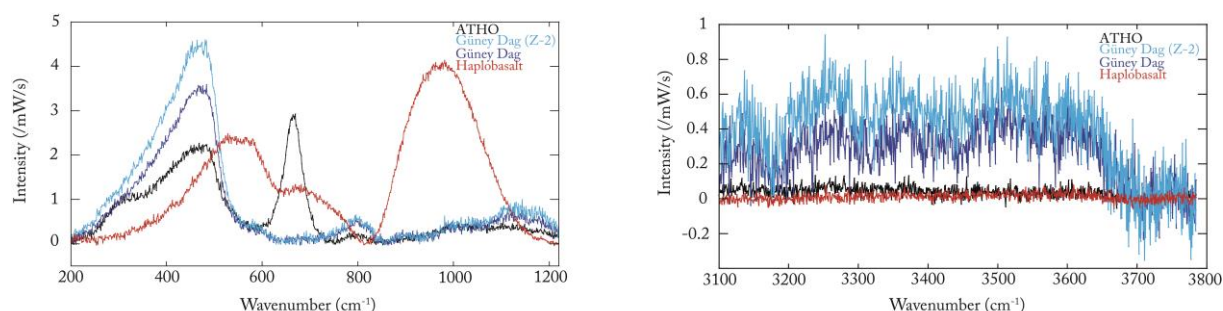 5
4
3
2
1
0
200
400
600
800
1000
1200
Intensity (/mW/s)
Wavenumber (cm⁻¹)
ATHO
Güney Dag (Z-2)
Güney Dag
Haplobasalt
1
0.8
0.6
0.4
0.2
0
-0.2
3100
3200
3300
3400
3500
3600
3700
3800
Intensity (/mW/s)
Wavenumber (cm⁻¹)
ATHO
Güney Dag (Z-2)
Güney Dag
Haplobasalt